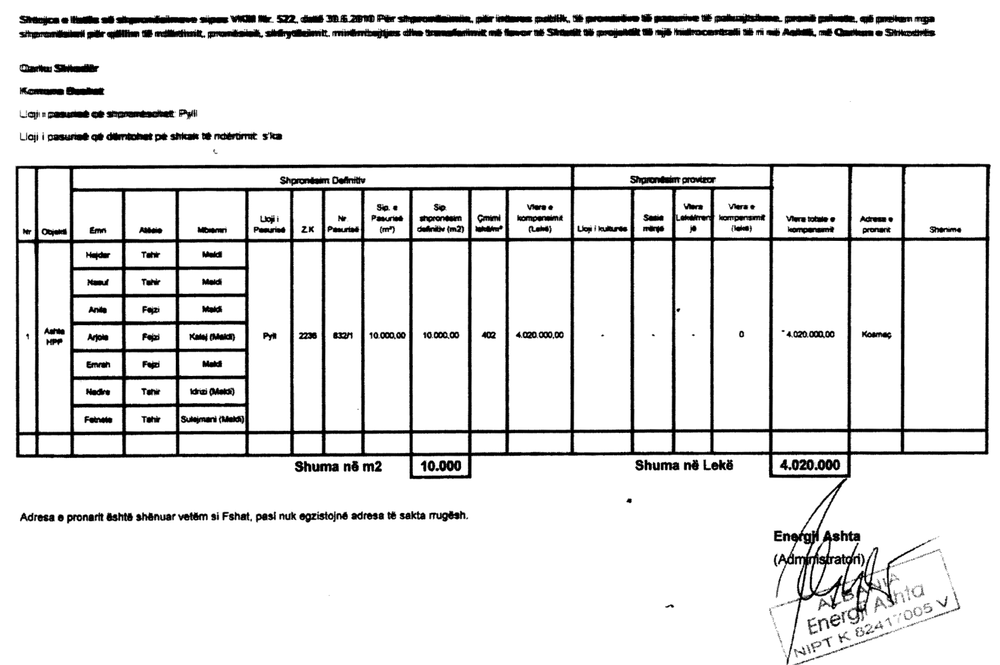 Shtojca e listës së shpronësimeve sipas VKM Nr. 522, datë 30.6.2010 Për shpronësimin, për interes publik, të pronarëve të pasurive të paluajtshme, pronë private, që preken nga
shpronësimi për qëllim të ndërtimit, pronësisë, shfrytëzimit, mirëmbajtjes dhe transferimit në favor të Shtetit të projektit të një hidrocentrali të ri në Ashtë, në Qarkun e Shkodrës
Qarku Shkodër
Komuna Bushat
Lloji i pasurisë që shpronësohet: Pyll
Lloji i pasurisë që dëmtohet për shkak të ndërtimit: s'ka
Shpronësim Definitiv Shpronësim provizor
Nr Objekti Emri Atësia Mbiemri Lloji i Pasurisë Z.K Nr. Pasurisë Sip. e Pasurisë (m²) Sip. shpronësim definitiv (m2) Çmimi lekë/m² Vlera e kompensimit (Lekë) Lloji i kulturës Sasia rrënjë Vlera Lekë/rrënjë Vlera e kompensimit (lekë) Vlera totale e kompensimit Adresa e pronarit Shënime
Hajdar Tahir Maldi
Nasuf Tahir Maldi
Anila Fejzi Maldi
1 Ashta HPP Arjola Fejzi Kalaj (Maldi) Pyll 2236 632/1 10.000,00 10.000,00 402 4.020.000,00 - - - 0 4.020.000,00 Kosmaç
Emrah Fejzi Maldi
Nadire Tahir Idrizi (Maldi)
Fatnete Tahir Sulejmani (Maldi)
Shuma në m2 10.000 Shuma në Lekë 4.020.000
Adresa e pronarit është shënuar vetëm si Fshat, pasi nuk egzistojnë adresa të sakta rrugësh.
Energji Ashta
(Administratori)
ALBANIA
Energji Ashta
NIPT K 82417005 V